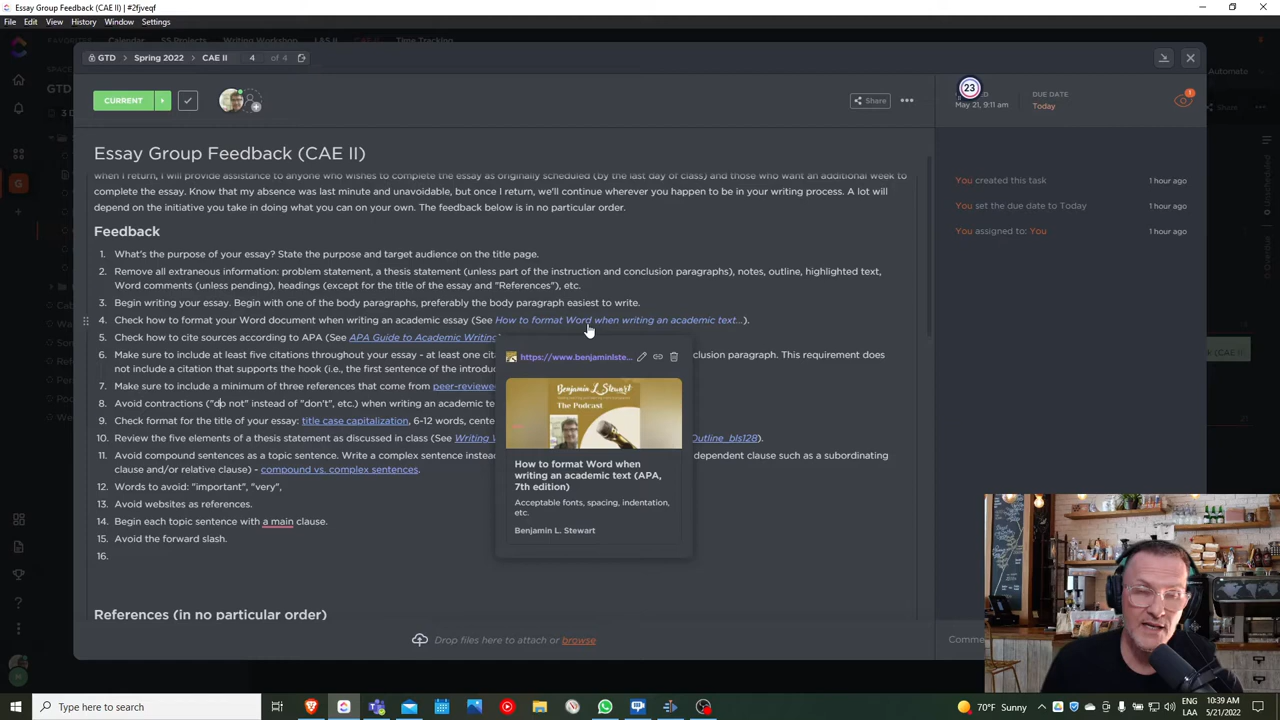 Essay Group Feedback (CAE II) | #2fjveqf
File Edit View History Window Settings
Calendar SS Projects Writing Workshop L&S II CAE II Time Tracking
GTD > Spring 2022 > CAE II 4 of 4
GTD
Automate
Share
CURRENT
Share
23
May 21, 9:11 am
DUE DATE
Today
1
Essay Group Feedback (CAE II)
when I return, I will provide assistance to anyone who wishes to complete the essay as originally scheduled (by the last day of class) and those who want an additional week to
complete the essay. Know that my absence was last minute and unavoidable, but once I return, we'll continue wherever you happen to be in your writing process. A lot will
depend on the initiative you take in doing what you can on your own. The feedback below is in no particular order.
Feedback
1. What's the purpose of your essay? State the purpose and target audience on the title page.
2. Remove all extraneous information: problem statement, a thesis statement (unless part of the instruction and conclusion paragraphs), notes, outline, highlighted text,
Word comments (unless pending), headings (except for the title of the essay and "References"), etc.
3. Begin writing your essay. Begin with one of the body paragraphs, preferably the body paragraph easiest to write.
4. Check how to format your Word document when writing an academic essay (See How to format Word when writing an academic text...).
5. Check how to cite sources according to APA (See APA Guide to Academic Writing
6. Make sure to include at least five citations throughout your essay - at least one cita
clusion paragraph. This requirement does
not include a citation that supports the hook (i.e., the first sentence of the introduc
7. Make sure to include a minimum of three references that come from peer-reviewe
8. Avoid contractions ("do not" instead of "don't", etc.) when writing an academic te
9. Check format for the title of your essay: title case capitalization, 6-12 words, cente
10. Review the five elements of a thesis statement as discussed in class (See Writing
Outline_bls128).
11. Avoid compound sentences as a topic sentence. Write a complex sentence instea
dependent clause such as a subordinating
clause and/or relative clause) - compound vs. complex sentences.
12. Words to avoid: "important", "very",
13. Avoid websites as references.
14. Begin each topic sentence with a main clause.
15. Avoid the forward slash.
16.
https://www.benjaminlste...
Benjamin L. Stewart
The Podcast
How to format Word when
writing an academic text (APA,
7th edition)
Acceptable fonts, spacing, indentation,
etc.
Benjamin L. Stewart
References (in no particular order)
Drop files here to attach or browse
You created this task 1 hour ago
You set the due date to Today 1 hour ago
You assigned to: You 1 hour ago
Comme
Type here to search
70°F Sunny
ENG
LAA
10:39 AM
5/21/2022